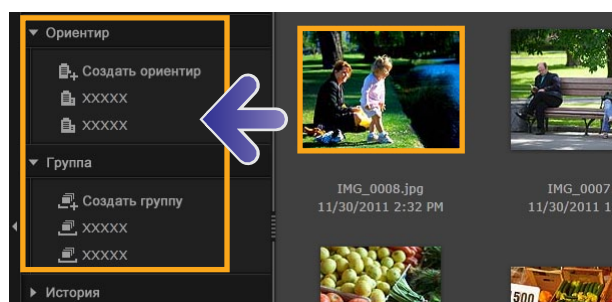 Ориентир
Создать ориентир
XXXXX
XXXXX
Группа
Создать группу
XXXXX
XXXXX
История
IMG_0008.jpg
11/30/2011 2:32 PM
IMG_0007
11/30/2011 1
500